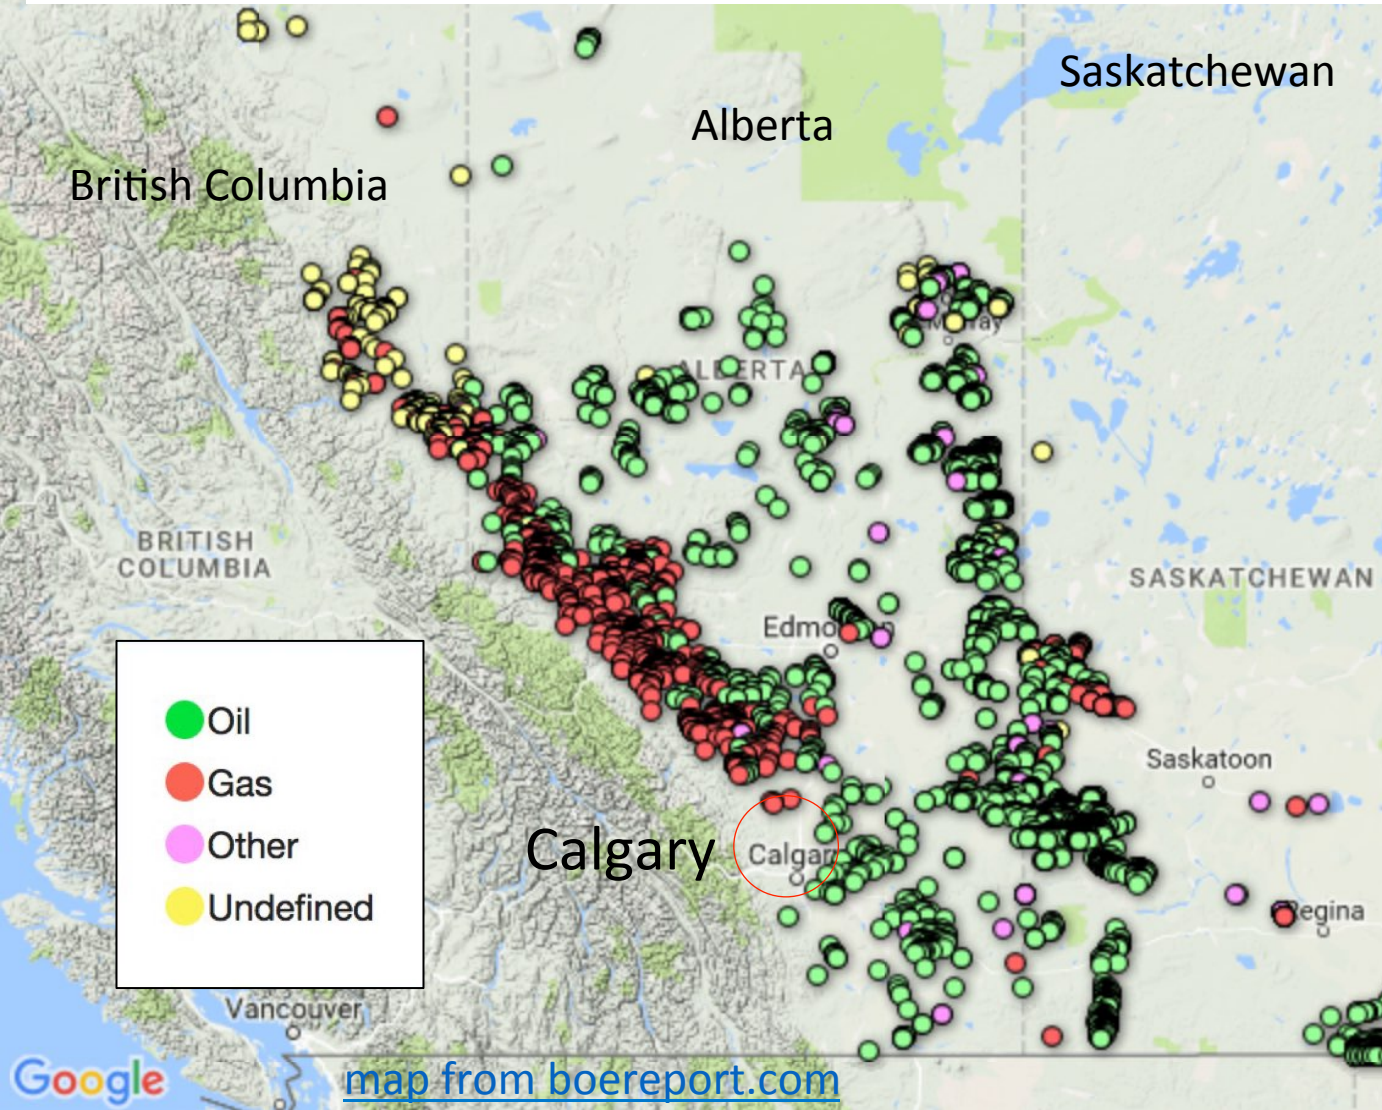 Saskatchewan
Alberta
British Columbia
ALBERTA
BRITISH
COLUMBIA
SASKATCHEWAN
Oil
Gas
Other
Undefined
Saskatoon
Calgary
Calgary
Regina
Vancouver
Google
map from boereport.com